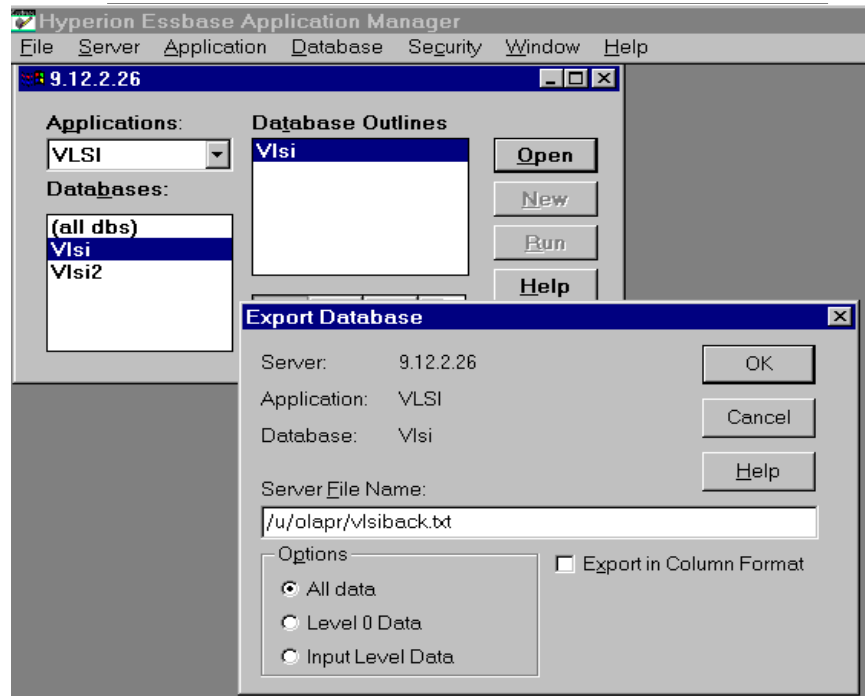 Hyperion Essbase Application Manager
File Server Application Database Security Window Help
9.12.2.26
Applications:
VLSI
Databases:
(all dbs)
Vlsi
Vlsi2
Database Outlines
Vlsi
Open
New
Run
Help
Export Database
Server: 9.12.2.26
Application: VLSI
Database: Vlsi
OK
Cancel
Help
Server File Name:
/u/olapr/vlsiback.txt
Options
All data
Level 0 Data
Input Level Data
Export in Column Format